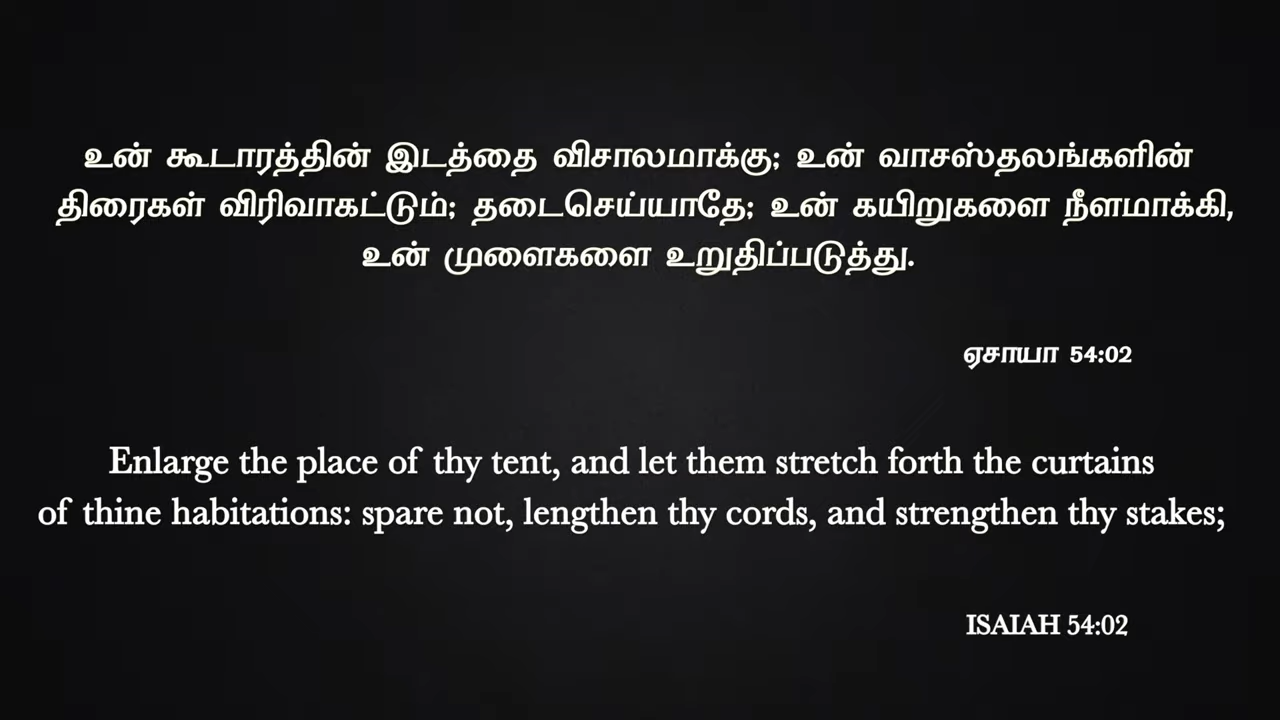 உன் கூடாரத்தின் இடத்தை விசாலமாக்கு; உன் வாசஸ்தலங்களின்
திரைகள் விரிவாகட்டும்; தடைசெய்யாதே; உன் கயிறுகளை நீளமாக்கி,
உன் முளைகளை உறுதிப்படுத்து.
ஏசாயா 54:02
Enlarge the place of thy tent, and let them stretch forth the curtains
of thine habitations: spare not, lengthen thy cords, and strengthen thy stakes;
ISAIAH 54:02